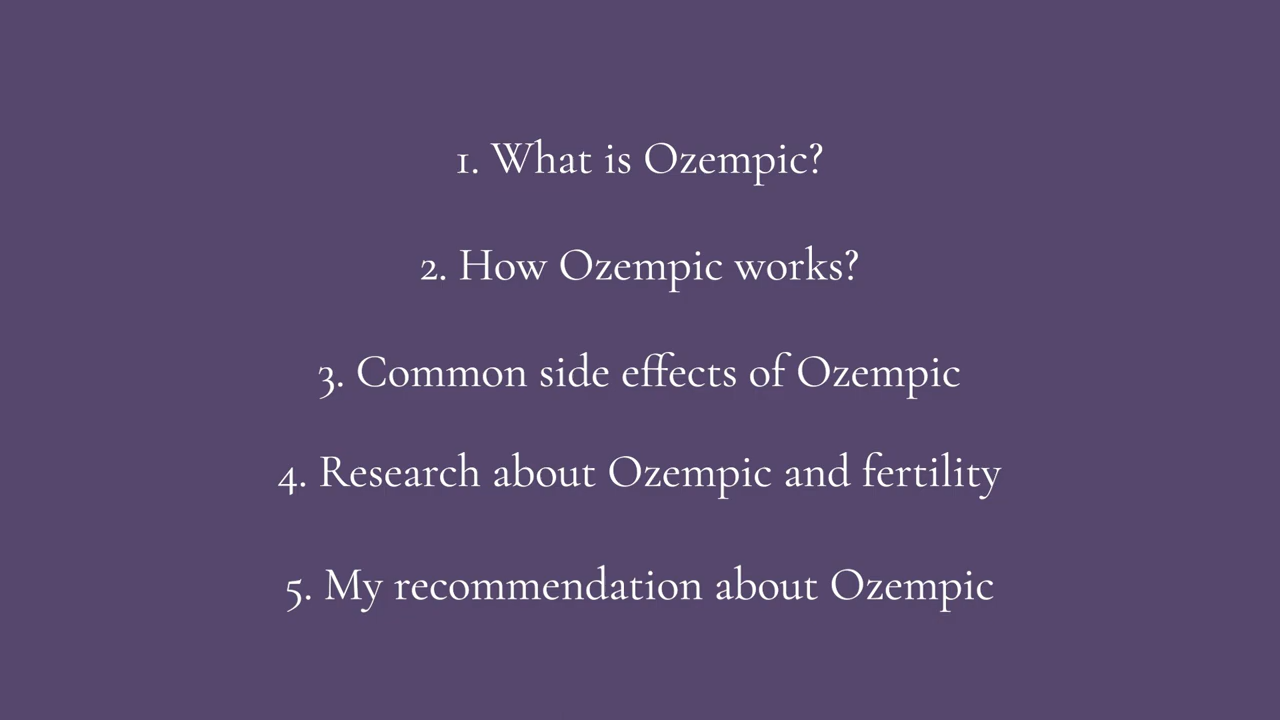 1. What is Ozempic?
2. How Ozempic works?
3. Common side effects of Ozempic
4. Research about Ozempic and fertility
5. My recommendation about Ozempic